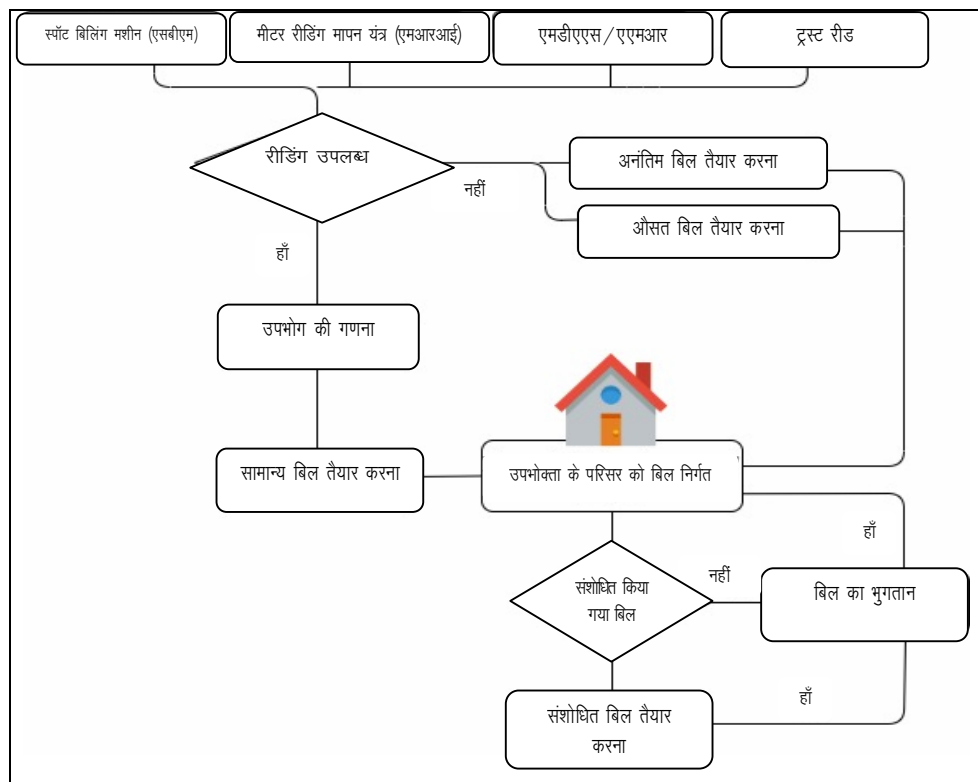 स्पॉट बिलिंग मशीन (एसबीएम)
मीटर रीडिंग मापन यंत्र (एमआरआई)
एमडीएएस/एएमआर
ट्रस्ट रीड
रीडिंग उपलब्ध
नहीं
अनंतिम बिल तैयार करना
औसत बिल तैयार करना
हाँ
उपभोग की गणना
सामान्य बिल तैयार करना
उपभोक्ता के परिसर को बिल निर्गत
हाँ
संशोधित किया
गया बिल
नहीं
बिल का भुगतान
संशोधित बिल तैयार
करना
हाँ